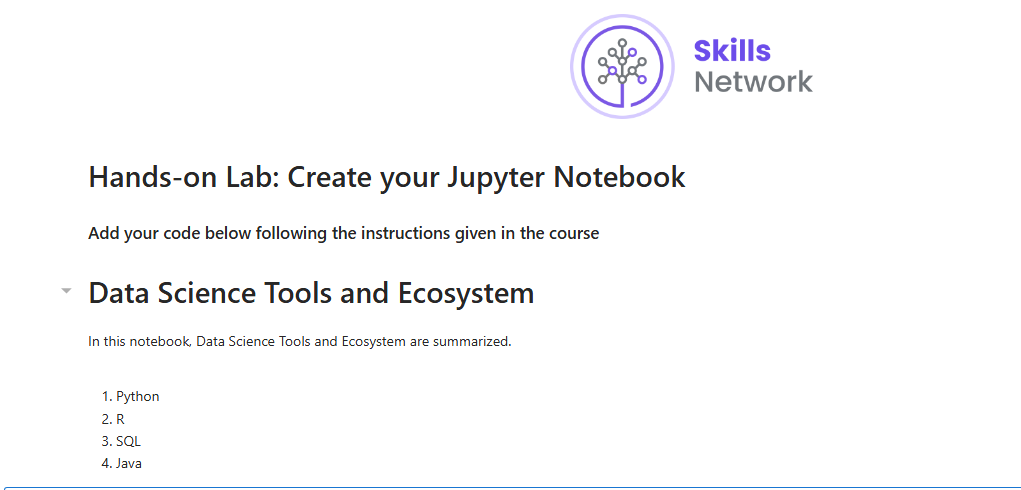 Skills
Network
Hands-on Lab: Create your Jupyter Notebook
Add your code below following the instructions given in the course
Data Science Tools and Ecosystem
In this notebook, Data Science Tools and Ecosystem are summarized.
1. Python
2. R
3. SQL
4. Java